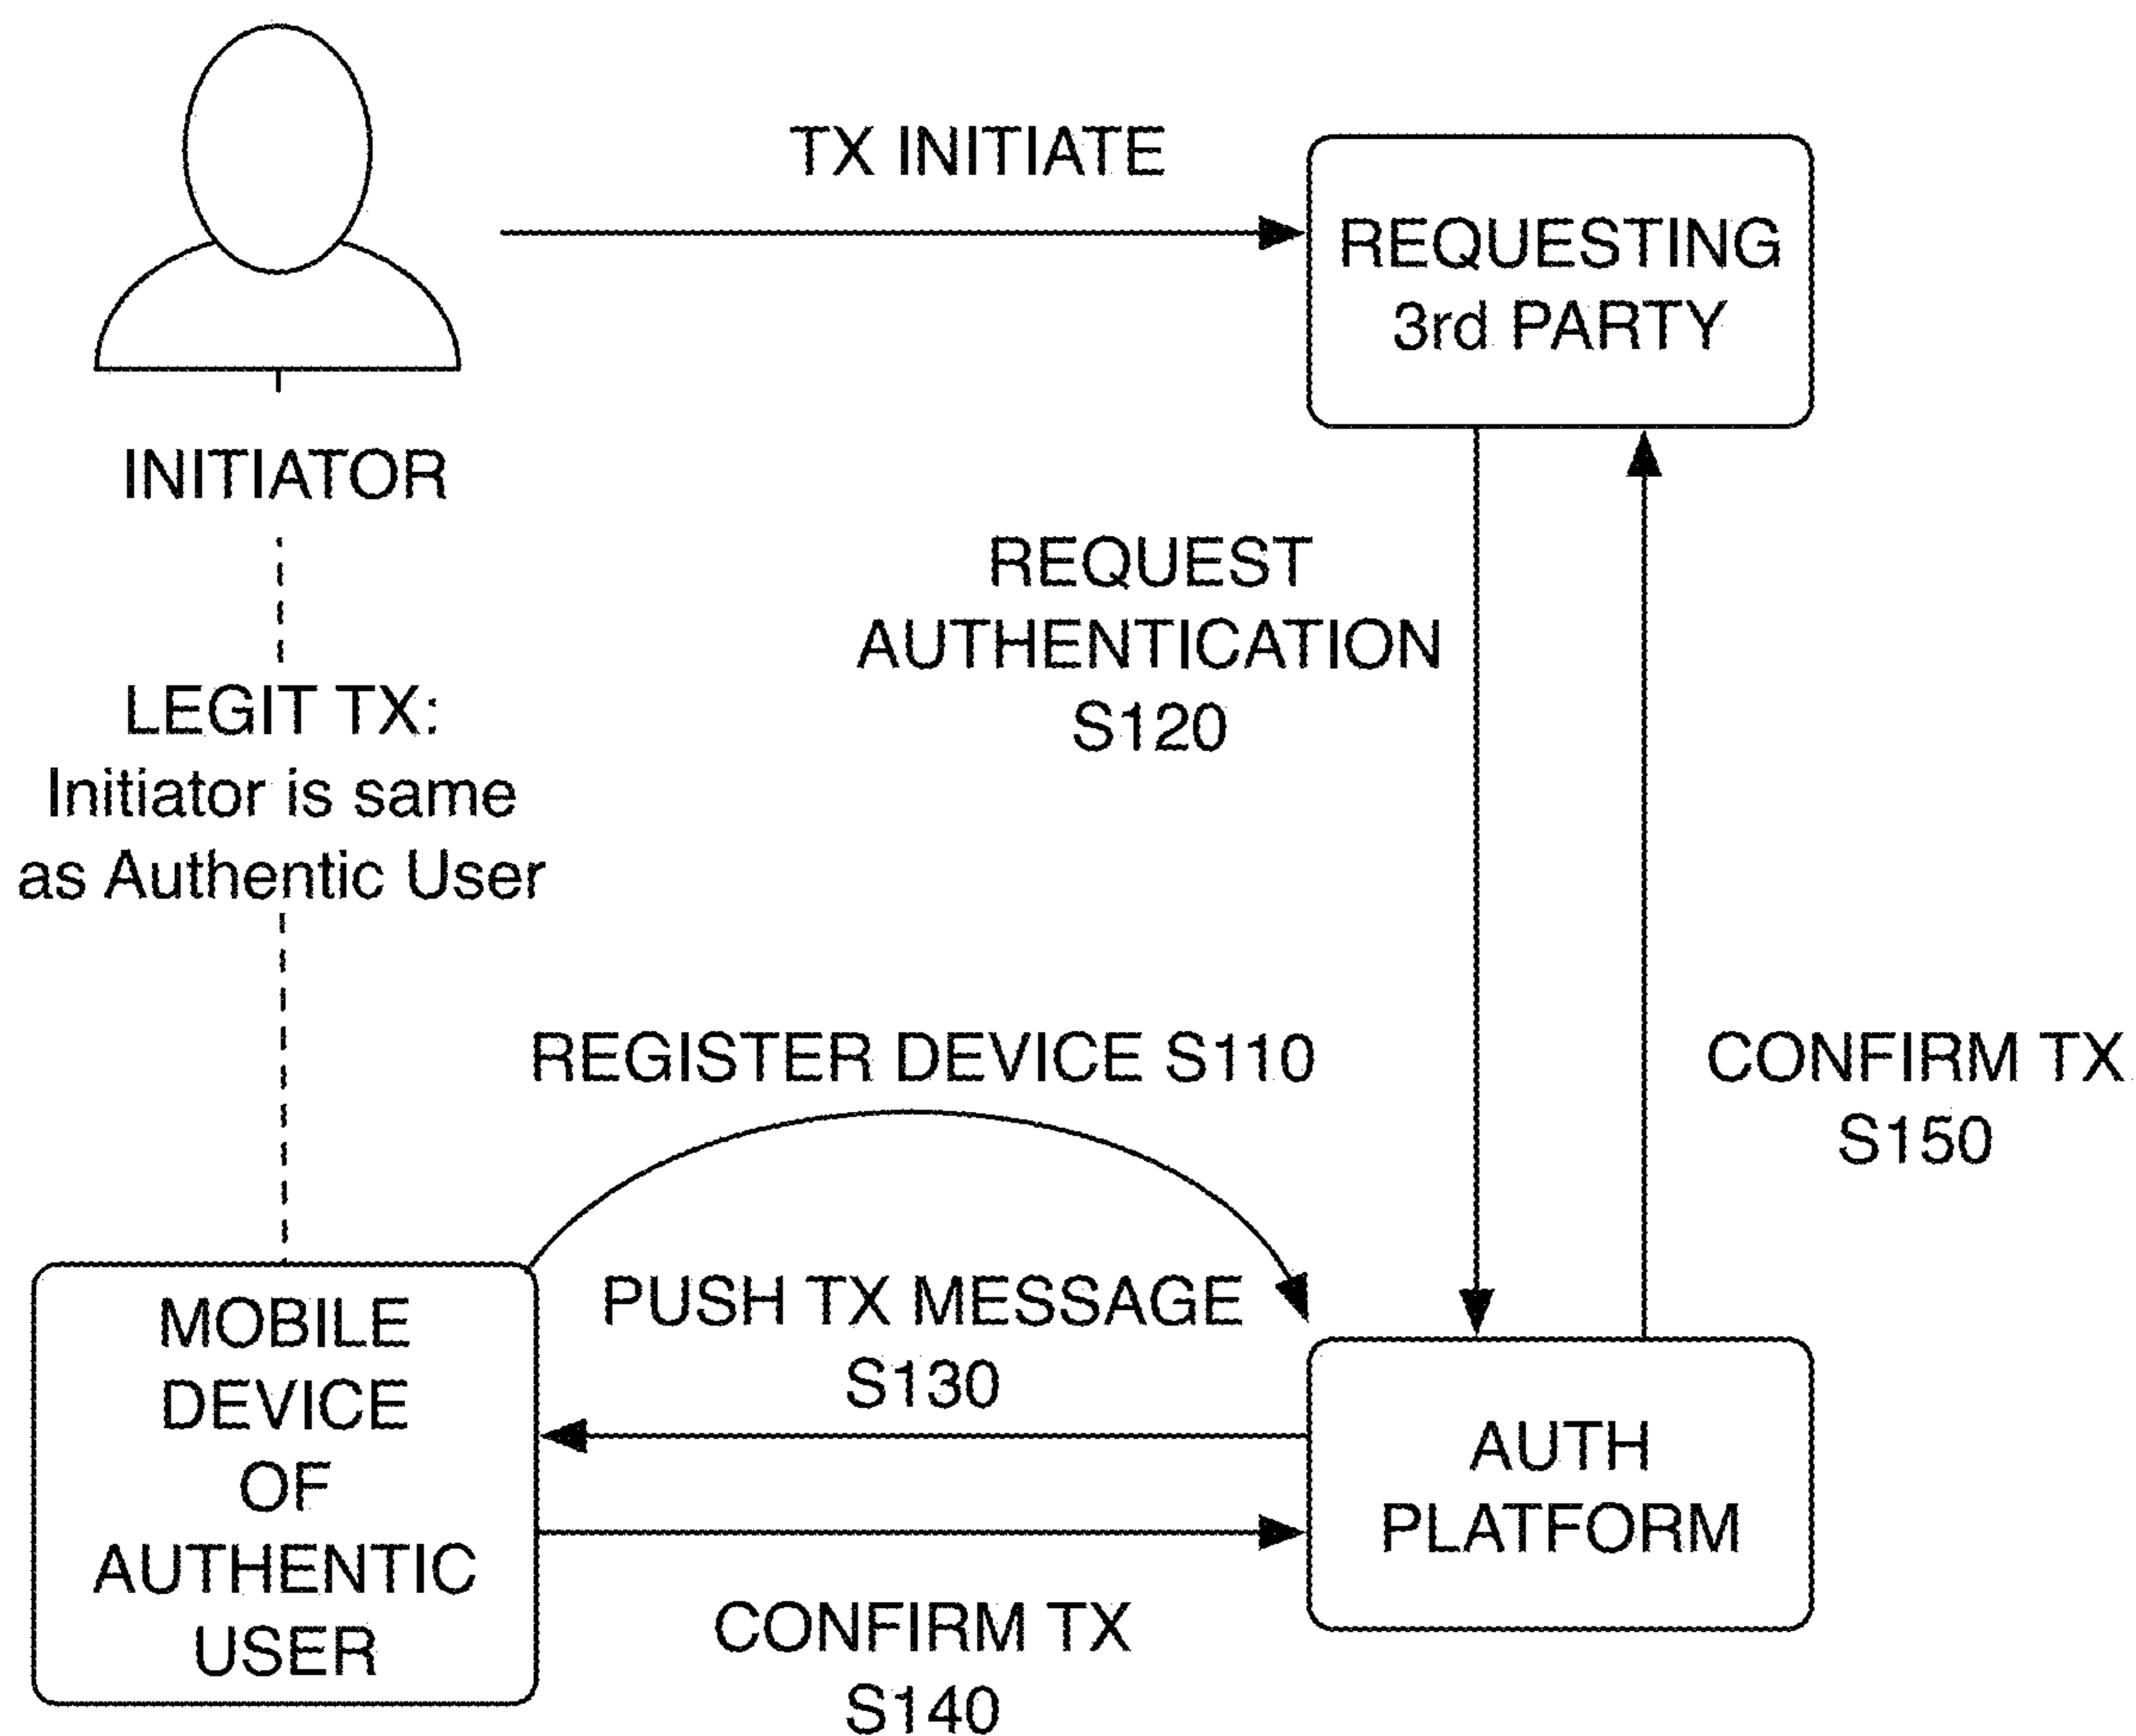 TX INITIATE
REQUESTING
3rd PARTY
INITIATOR
REQUEST
AUTHENTICATION
S120
LEGIT TX:
Initiator is same
as Authentic User
REGISTER DEVICE S110
CONFIRM TX
S150
PUSH TX MESSAGE
S130
MOBILE
DEVICE
OF
AUTHENTIC
USER
AUTH
PLATFORM
CONFIRM TX
S140